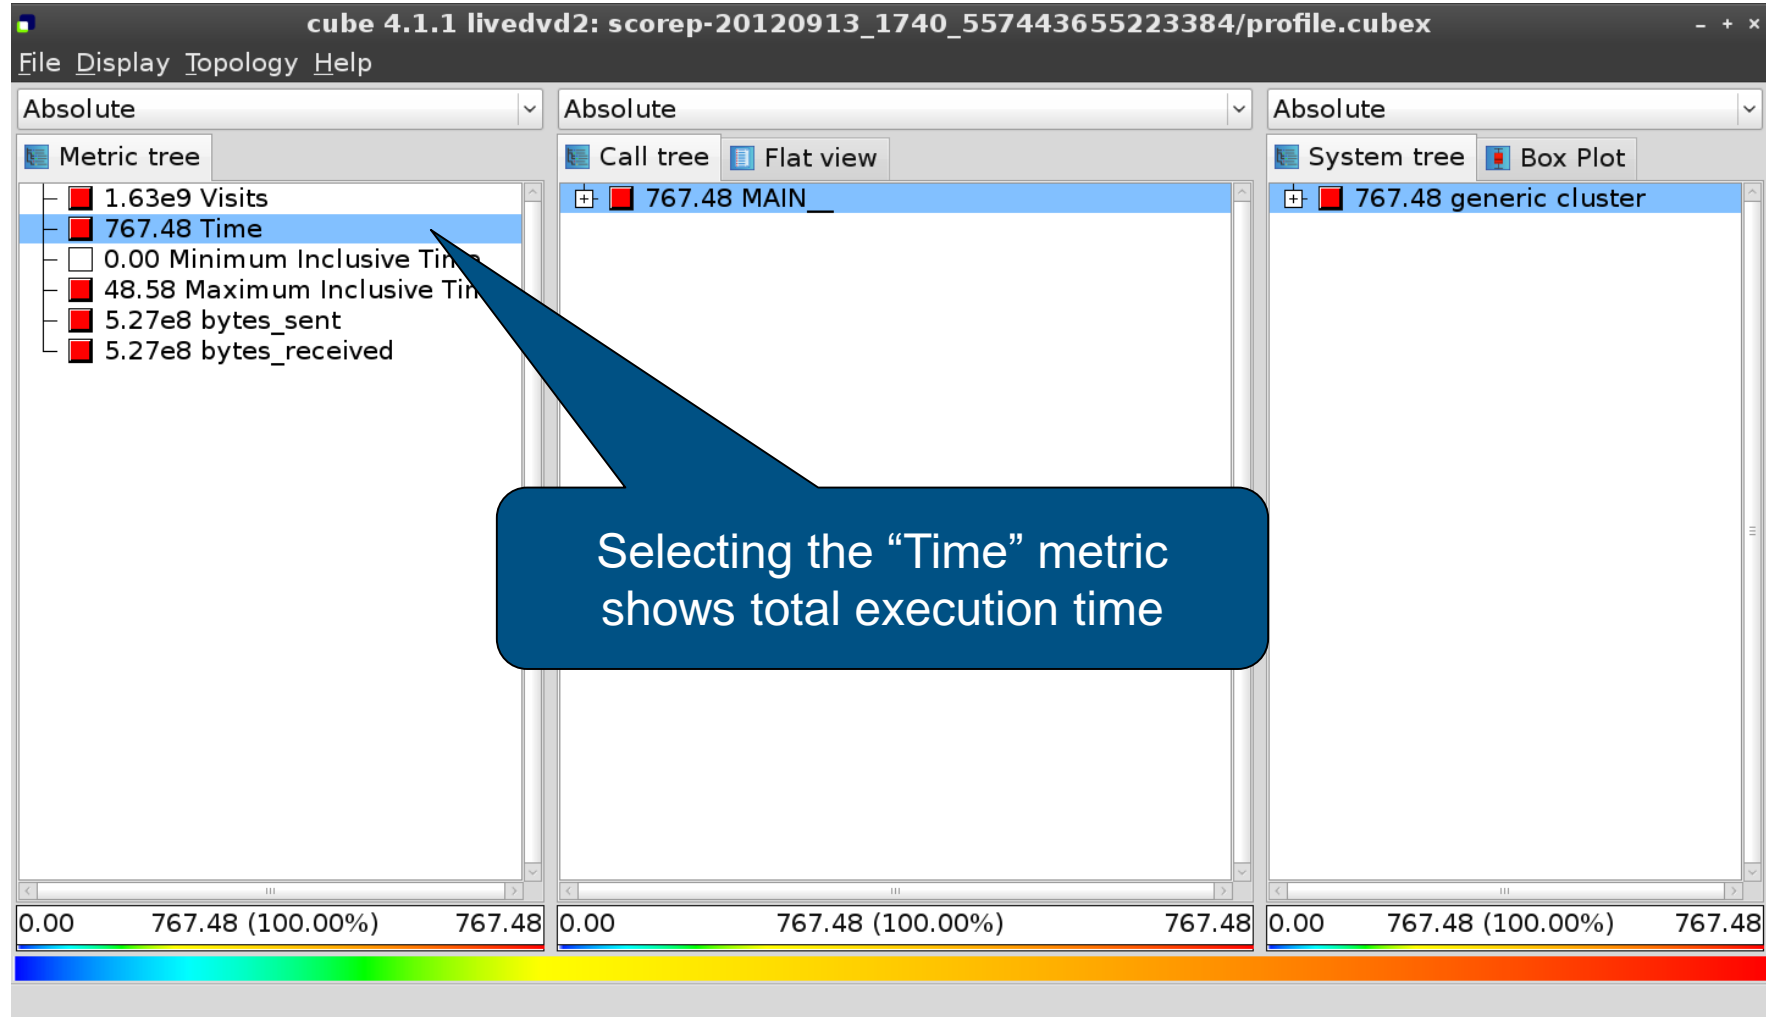 cube 4.1.1 livedvd2: scorep-20120913_1740_557443655223384/profile.cubex
File Display Topology Help
Absolute
Absolute
Absolute
Metric tree
Call tree
Flat view
System tree
Box Plot
1.63e9 Visits
767.48 Time
0.00 Minimum Inclusive Time
48.58 Maximum Inclusive Tim
5.27e8 bytes_sent
5.27e8 bytes_received
767.48 MAIN__
767.48 generic cluster
Selecting the “Time” metric
shows total execution time
0.00 767.48 (100.00%) 767.48
0.00 767.48 (100.00%) 767.48
0.00 767.48 (100.00%) 767.48